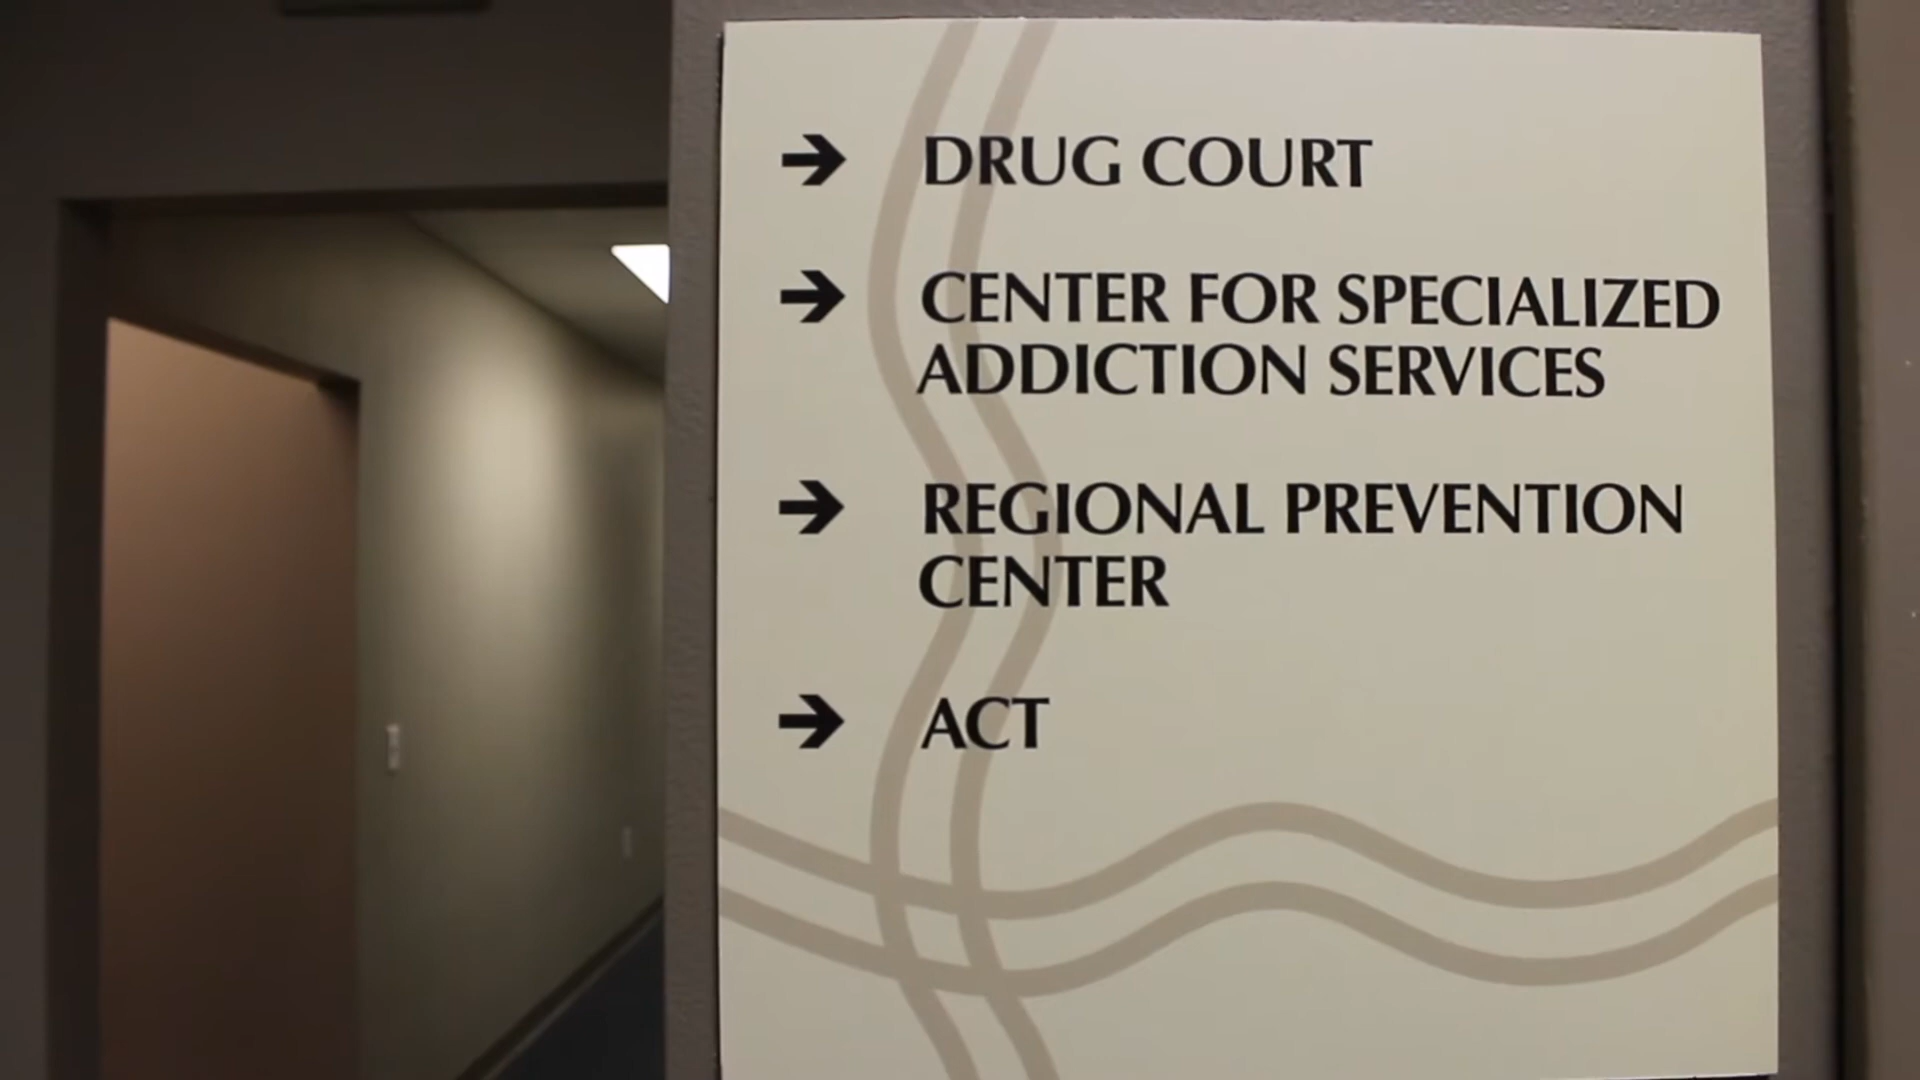 → DRUG COURT
→ CENTER FOR SPECIALIZED
ADDICTION SERVICES
→ REGIONAL PREVENTION
CENTER
→ ACT